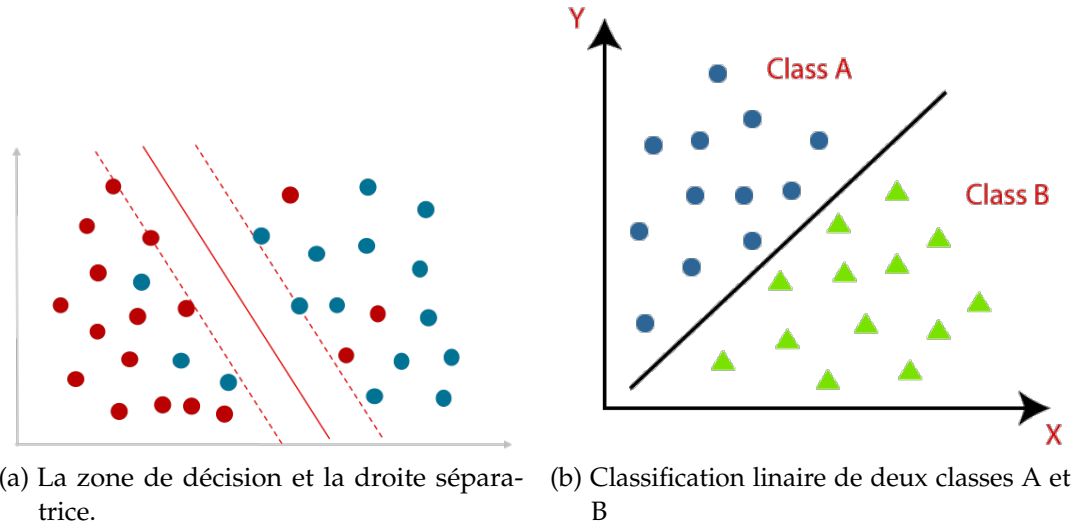 Y
Class A
Class B
X
(a) La zone de décision et la droite sépara-
trice.
(b) Classification linaire de deux classes A et
B